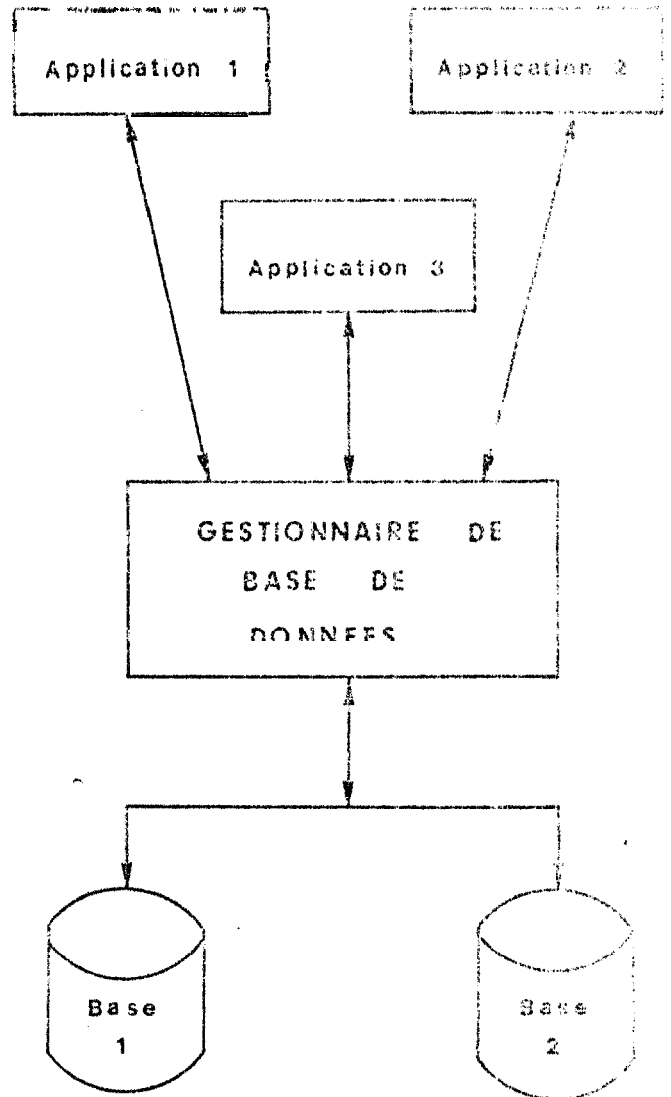 Application 1
Application 2
Application 3
GESTIONNAIRE DE
BASE DE
DONNEES
Base
1
Base
2